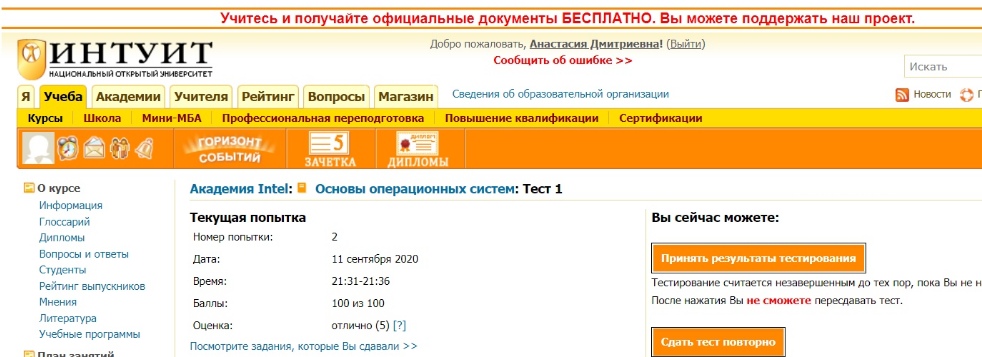 Учитесь и получайте официальные документы БЕСПЛАТНО. Вы можете поддержать наш проект.
ИНТУИТ
НАЦИОНАЛЬНЫЙ ОТКРЫТЫЙ УНИВЕРСИТЕТ
Добро пожаловать, Анастасия Дмитриевна! (Выйти)
Сообщить об ошибке >>
Искать
Я Учеба Академии Учителя Рейтинг Вопросы Магазин Сведения об образовательной организации Новости
Курсы Школа Мини-МБА Профессиональная переподготовка Повышение квалификации Сертификации
ГОРИЗОНТ СОБЫТИЙ
5
ЗАЧЕТКА
ДИПЛОМ
ДИПЛОМЫ
О курсе
Информация
Глоссарий
Дипломы
Вопросы и ответы
Студенты
Рейтинг выпускников
Мнения
Литература
Учебные программы
План занятий
Академия Intel: Основы операционных систем: Тест 1
Текущая попытка
Номер попытки: 2
Дата: 11 сентября 2020
Время: 21:31-21:36
Баллы: 100 из 100
Оценка: отлично (5) [?]
Посмотрите задания, которые Вы сдавали >>
Вы сейчас можете:
Принять результаты тестирования
Тестирование считается незавершенным до тех пор, пока Вы не н
После нажатия Вы не сможете пересдавать тест.
Сдать тест повторно